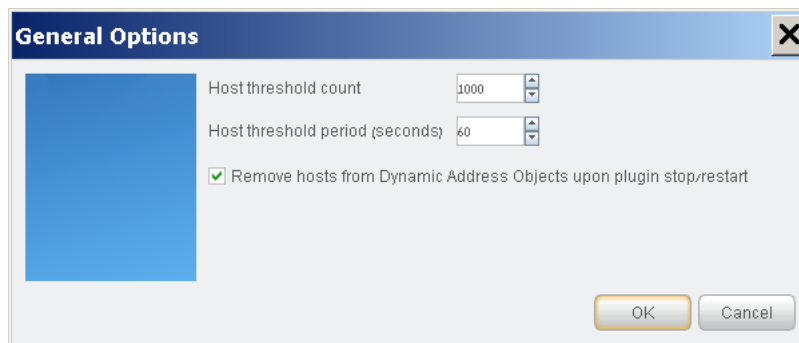 General Options
Host threshold count 1000
Host threshold period (seconds) 60
Remove hosts from Dynamic Address Objects upon plugin stop/restart
OK Cancel